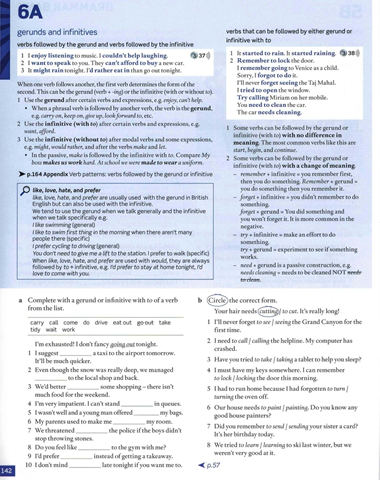 6A
gerunds and infinitives
verbs followed by the gerund and verbs followed by the infinitive
1 I enjoy listening to music. I couldn't help laughing. 37))
2 I want to speak to you. They can't afford to buy a new car.
3 It might rain tonight. I'd rather eat in than go out tonight.
When one verb follows another, the first verb determines the form of the
second. This can be the gerund (verb + -ing) or the infinitive (with or without to).
1 Use the gerund after certain verbs and expressions, e.g. enjoy, can't help.
• When a phrasal verb is followed by another verb, the verb is the gerund,
e.g. carry on, keep on, give up, look forward to, etc.
2 Use the infinitive (with to) after certain verbs and expressions, e.g.
want, afford.
3 Use the infinitive (without to) after modal verbs and some expressions,
e.g. might, would rather, and after the verbs make and let.
• In the passive, make is followed by the infinitive with to. Compare My
boss makes us work hard. At school we were made to wear a uniform.
p.164 Appendix Verb patterns: verbs followed by the gerund or infinitive
like, love, hate, and prefer
like, love, hate, and prefer are usually used with the gerund in British
English but can also be used with the infinitive.
We tend to use the gerund when we talk generally and the infinitive
when we talk specifically e.g.
I like swimming (general)
I like to swim first thing in the morning when there aren't many
people there (specific)
I prefer cycling to driving (general)
You don't need to give me a lift to the station. I prefer to walk (specific)
When like, love, hate, and prefer are used with would, they are always
followed by to + infinitive, e.g. I'd prefer to stay at home tonight, I'd
love to come with you.
verbs that can be followed by either gerund or
infinitive with to
1 It started to rain. It started raining. 38))
2 Remember to lock the door.
I remember going to Venice as a child.
Sorry, I forgot to do it.
I'll never forget seeing the Taj Mahal.
I tried to open the window.
Try calling Miriam on her mobile.
You need to clean the car.
The car needs cleaning.
1 Some verbs can be followed by the gerund or
infinitive (with to) with no difference in
meaning. The most common verbs like this are
start, begin, and continue.
2 Some verbs can be followed by the gerund or
infinitive (with to) with a change of meaning.
– remember + infinitive = you remember first,
then you do something. Remember + gerund =
you do something then you remember it.
– forget + infinitive = you didn't remember to do
something.
forget + gerund = You did something and
you won't forget it. It is more common in the
negative.
– try + infinitive = make an effort to do
something.
try + gerund = experiment to see if something
works.
– need + gerund is a passive construction, e.g.
needs cleaning = needs to be cleaned NOT needs
to clean.
a Complete with a gerund or infinitive with to of a verb
from the list.
carry call come do drive eat out go out take
tidy wait work
I'm exhausted! I don't fancy going out tonight.
1 I suggest ______ a taxi to the airport tomorrow.
It'll be much quicker.
2 Even though the snow was really deep, we managed
______ to the local shop and back.
3 We'd better ______ some shopping – there isn't
much food for the weekend.
4 I'm very impatient. I can't stand ______ in queues.
5 I wasn't well and a young man offered ______ my bags.
6 My parents used to make me ______ my room.
7 We threatened ______ the police if the boys didn't
stop throwing stones.
8 Do you feel like ______ to the gym with me?
9 I'd prefer ______ instead of getting a takeaway.
10 I don't mind ______ late tonight if you want me to.
b Circle the correct form.
Your hair needs cutting / to cut. It's really long!
1 I'll never forget to see / seeing the Grand Canyon for the
first time.
2 I need to call / calling the helpline. My computer has
crashed.
3 Have you tried to take / taking a tablet to help you sleep?
4 I must have my keys somewhere. I can remember
to lock / locking the door this morning.
5 I had to run home because I had forgotten to turn /
turning the oven off.
6 Our house needs to paint / painting. Do you know any
good house painters?
7 Did you remember to send / sending your sister a card?
It's her birthday today.
8 We tried to learn / learning to ski last winter, but we
weren't very good at it.
p.57
142